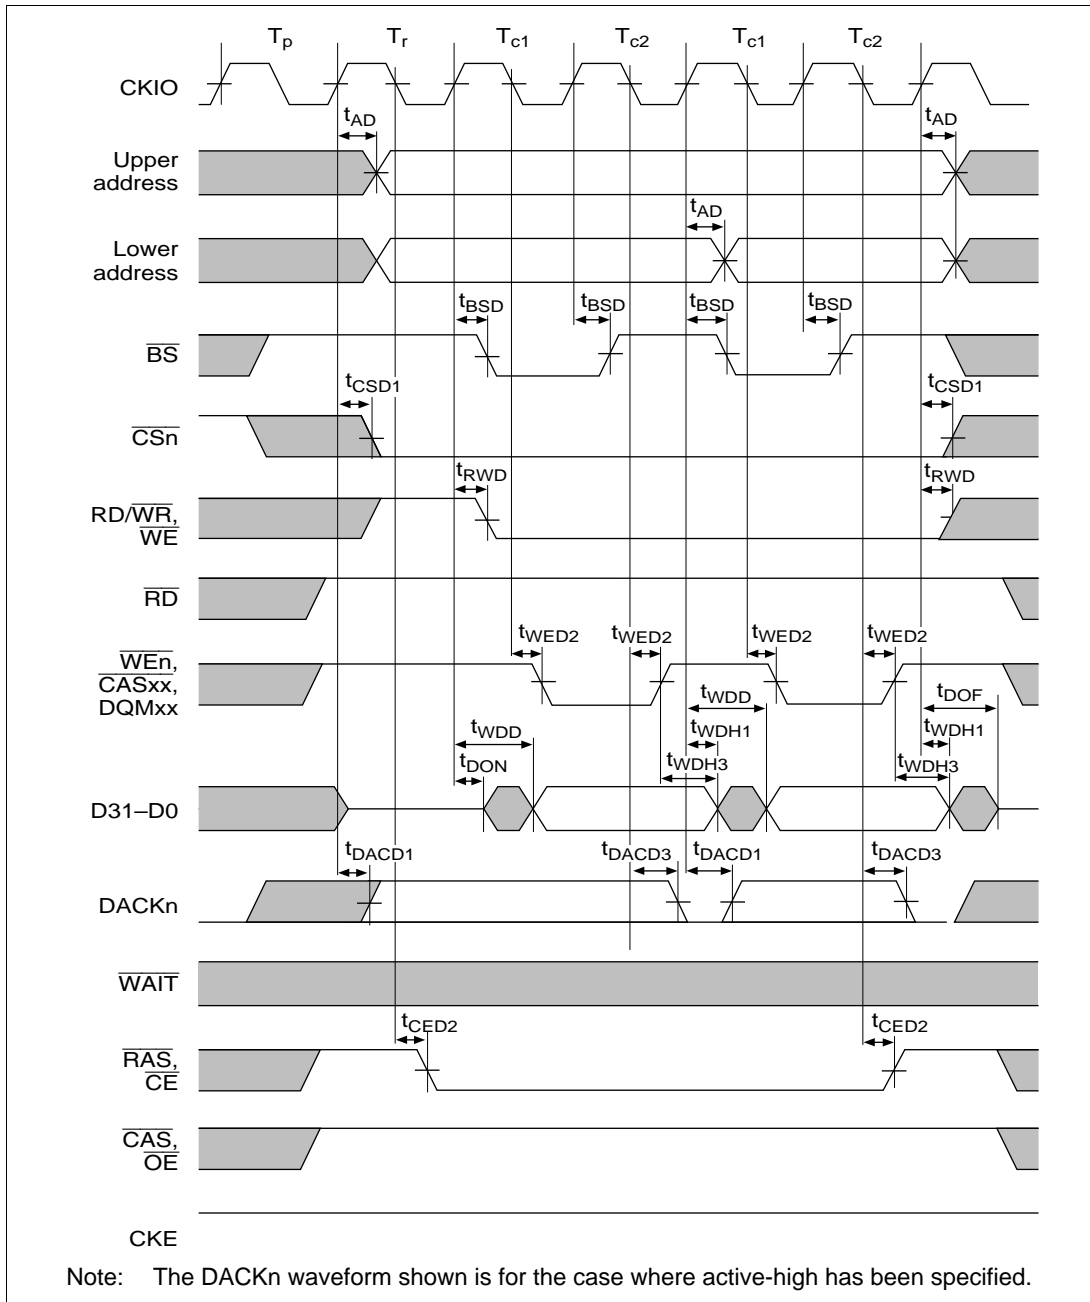 Tp Tr Tc1 Tc2 Tc1 Tc2
CKIO
tAD tAD
Upper
address
tAD
Lower
address
tBSD tBSD tBSD tBSD
BS
tCSD1 tCSD1
CSn
tRWD tRWD
RD/WR,
WE
RD
tWED2 tWED2 tWED2 tWED2
WEn,
CASxx,
DQMxx
tWDD tDOF
tWDD tWDH1 tWDH1
tDON tWDH3 tWDH3
D31–D0
tDACD1 tDACD3 tDACD1 tDACD3
DACKn
WAIT
tCED2 tCED2
RAS,
CE
CAS,
OE
CKE
Note: The DACKn waveform shown is for the case where active-high has been specified.